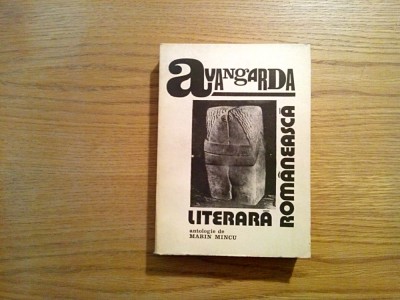 avangarda
LITERARĂ
ROMÂNEASCĂ
antologie de
MARIN MINCU